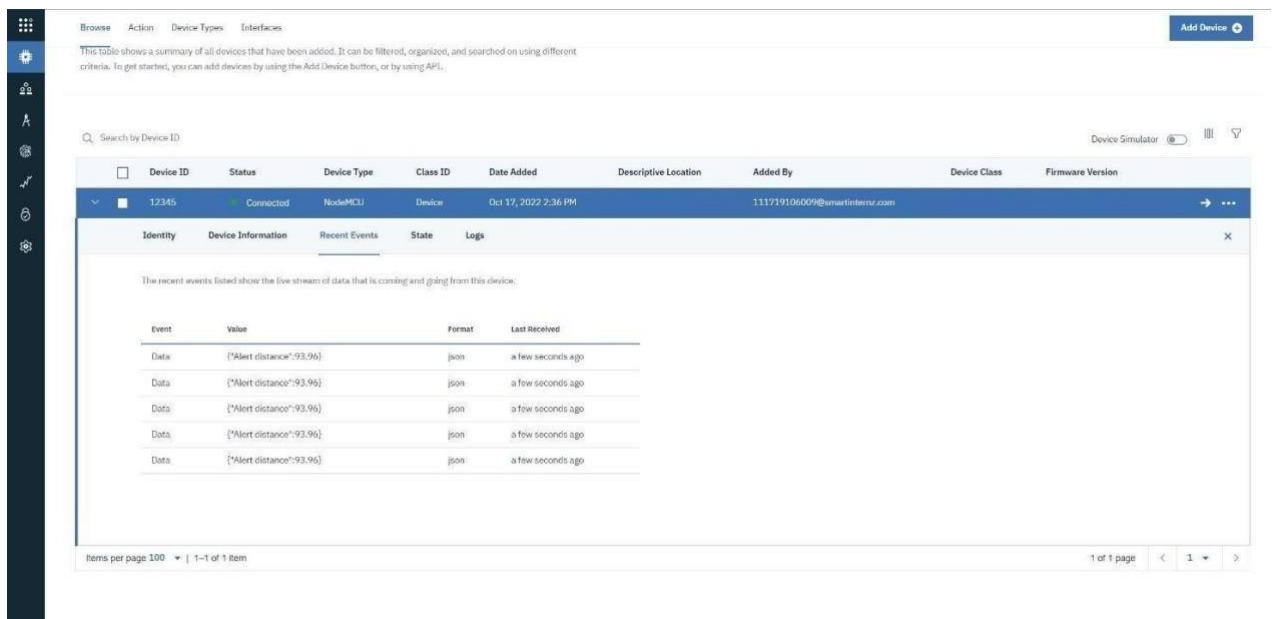 Browse Action Device Types Interfaces
Add Device
This table shows a summary of all devices that have been added. It can be filtered, organized, and searched on using different
criteria. To get started, you can add devices by using the Add Device button, or by using API.
Search by Device ID
Device Simulator
Device ID Status Device Type Class ID Date Added Descriptive Location Added By Device Class Firmware Version
12345 Connected NodeMCU Device Oct 17, 2022 2:36 PM 111719106009@smartinternz.com
Identity Device Information Recent Events State Logs
The recent events listed show the live stream of data that is coming and going from this device.
Event Value Format Last Received
Data {"Alert distance":93.96} json a few seconds ago
Data {"Alert distance":93.96} json a few seconds ago
Data {"Alert distance":93.96} json a few seconds ago
Data {"Alert distance":93.96} json a few seconds ago
Data {"Alert distance":93.96} json a few seconds ago
Items per page 100 | 1–1 of 1 item
1 of 1 page 1